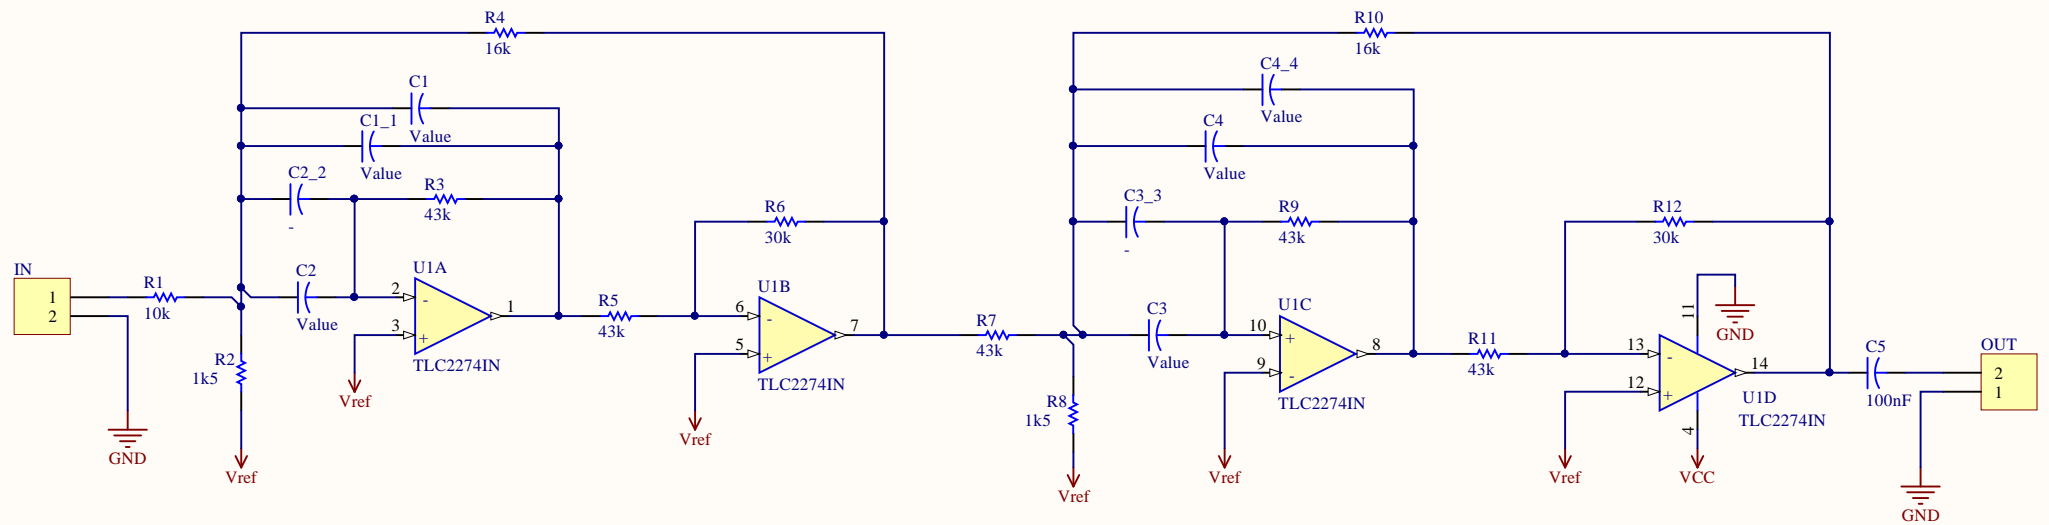 R4
16k
R10
16k
C1
Value
C4_4
Value
C1_1
Value
C4
Value
C2_2
-
R3
43k
C3_3
-
R9
43k
R6
30k
R12
30k
IN
1
2
R1
10k
C2
Value
U1A
2
-
3
+
1
TLC2274IN
R5
43k
U1B
6
-
5
+
7
TLC2274IN
R7
43k
C3
Value
U1C
10
+
9
-
8
TLC2274IN
R11
43k
11
GND
13
-
12
+
14
4
U1D
TLC2274IN
C5
100nF
OUT
2
1
R2
1k5
R8
1k5
Vref
Vref
GND
Vref
Vref
Vref
Vref
VCC
Vref
GND